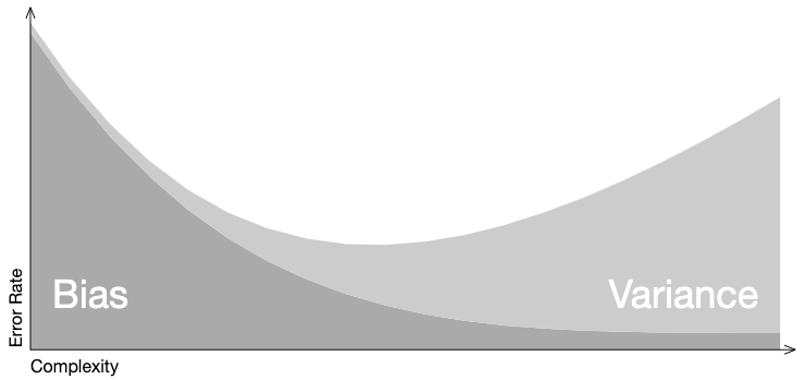 Error Rate
Bias
Variance
Complexity